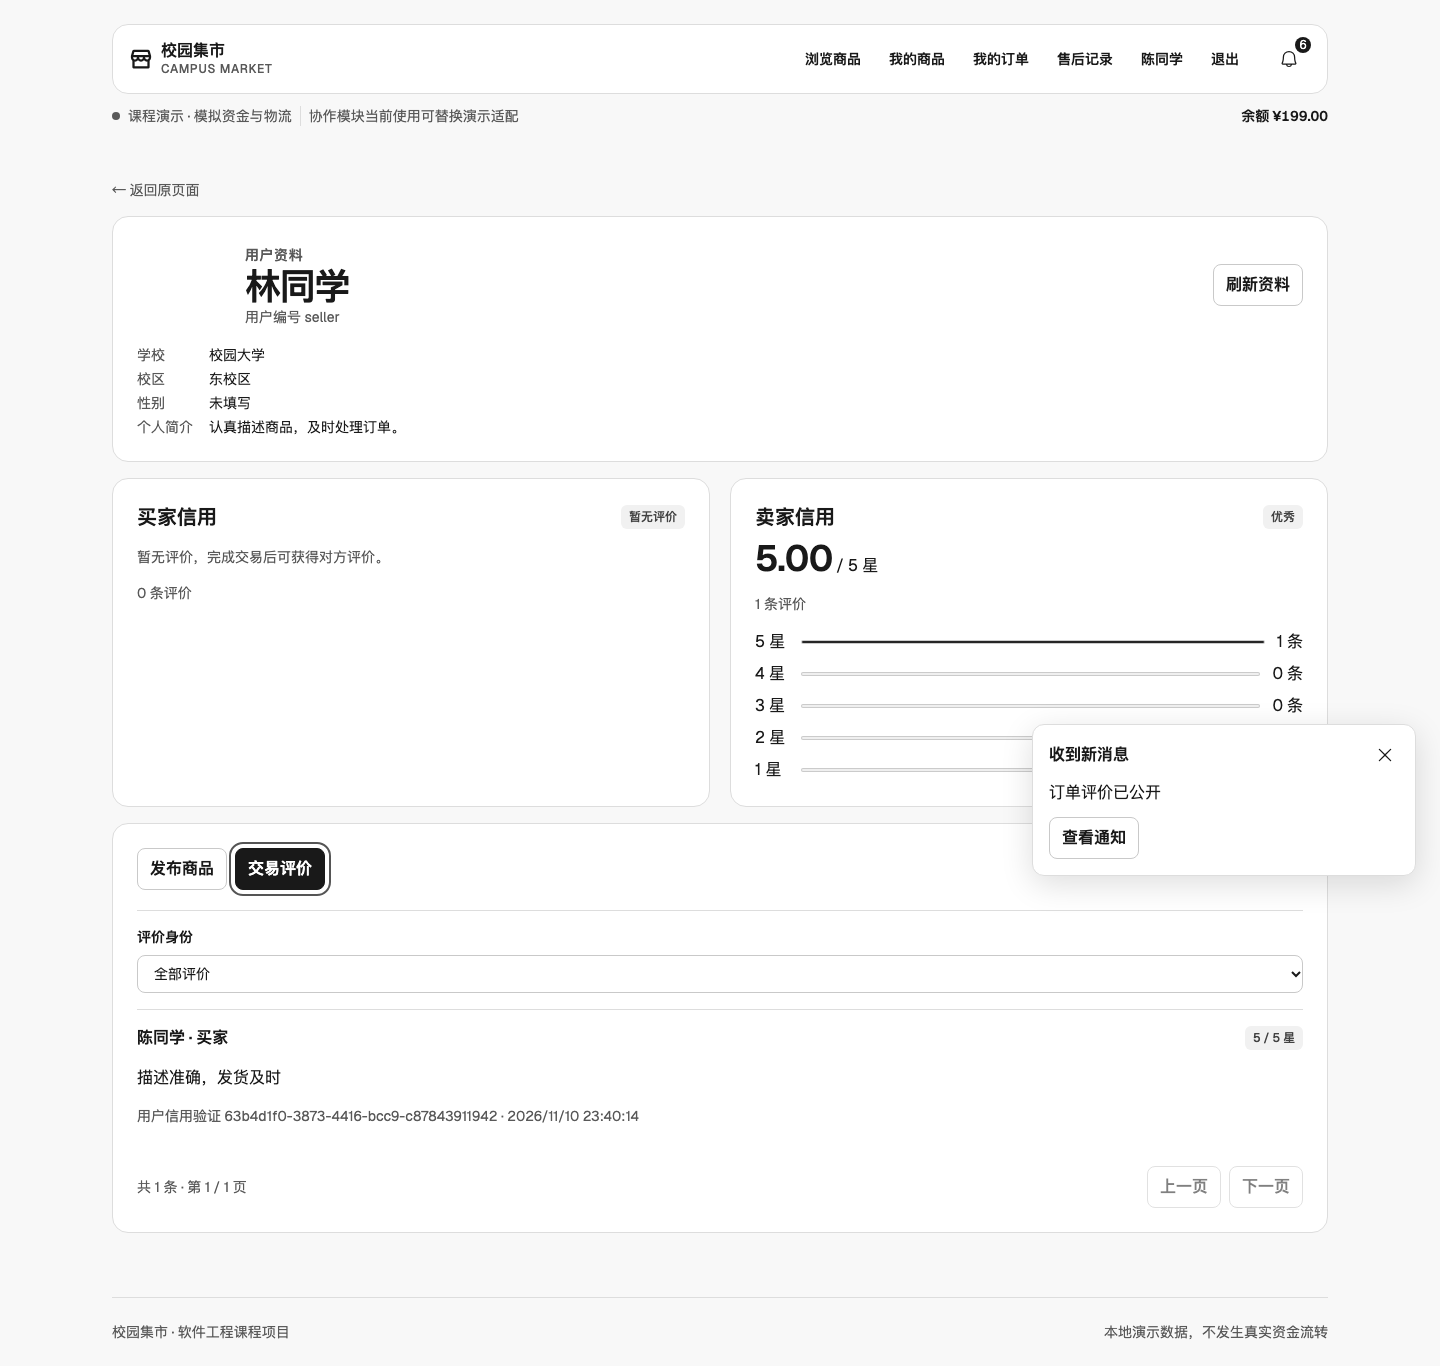 校园集市
CAMPUS MARKET
浏览商品
我的商品
我的订单
售后记录
陈同学
退出
6
课程演示 · 模拟资金与物流
协作模块当前使用可替换演示适配
余额 ¥199.00
← 返回原页面
用户资料
林同学
用户编号 seller
刷新资料
学校 校园大学
校区 东校区
性别 未填写
个人简介 认真描述商品，及时处理订单。
买家信用
暂无评价
暂无评价，完成交易后可获得对方评价。
0 条评价
卖家信用
优秀
5.00 / 5 星
1 条评价
5 星 1 条
4 星 0 条
3 星 0 条
2 星
1 星
收到新消息
订单评价已公开
查看通知
发布商品
交易评价
评价身份
全部评价
陈同学 · 买家
5 / 5 星
描述准确，发货及时
用户信用验证 63b4d1f0-3873-4416-bcc9-c87843911942 · 2026/11/10 23:40:14
共 1 条 · 第 1 / 1 页
上一页
下一页
校园集市 · 软件工程课程项目
本地演示数据，不发生真实资金流转